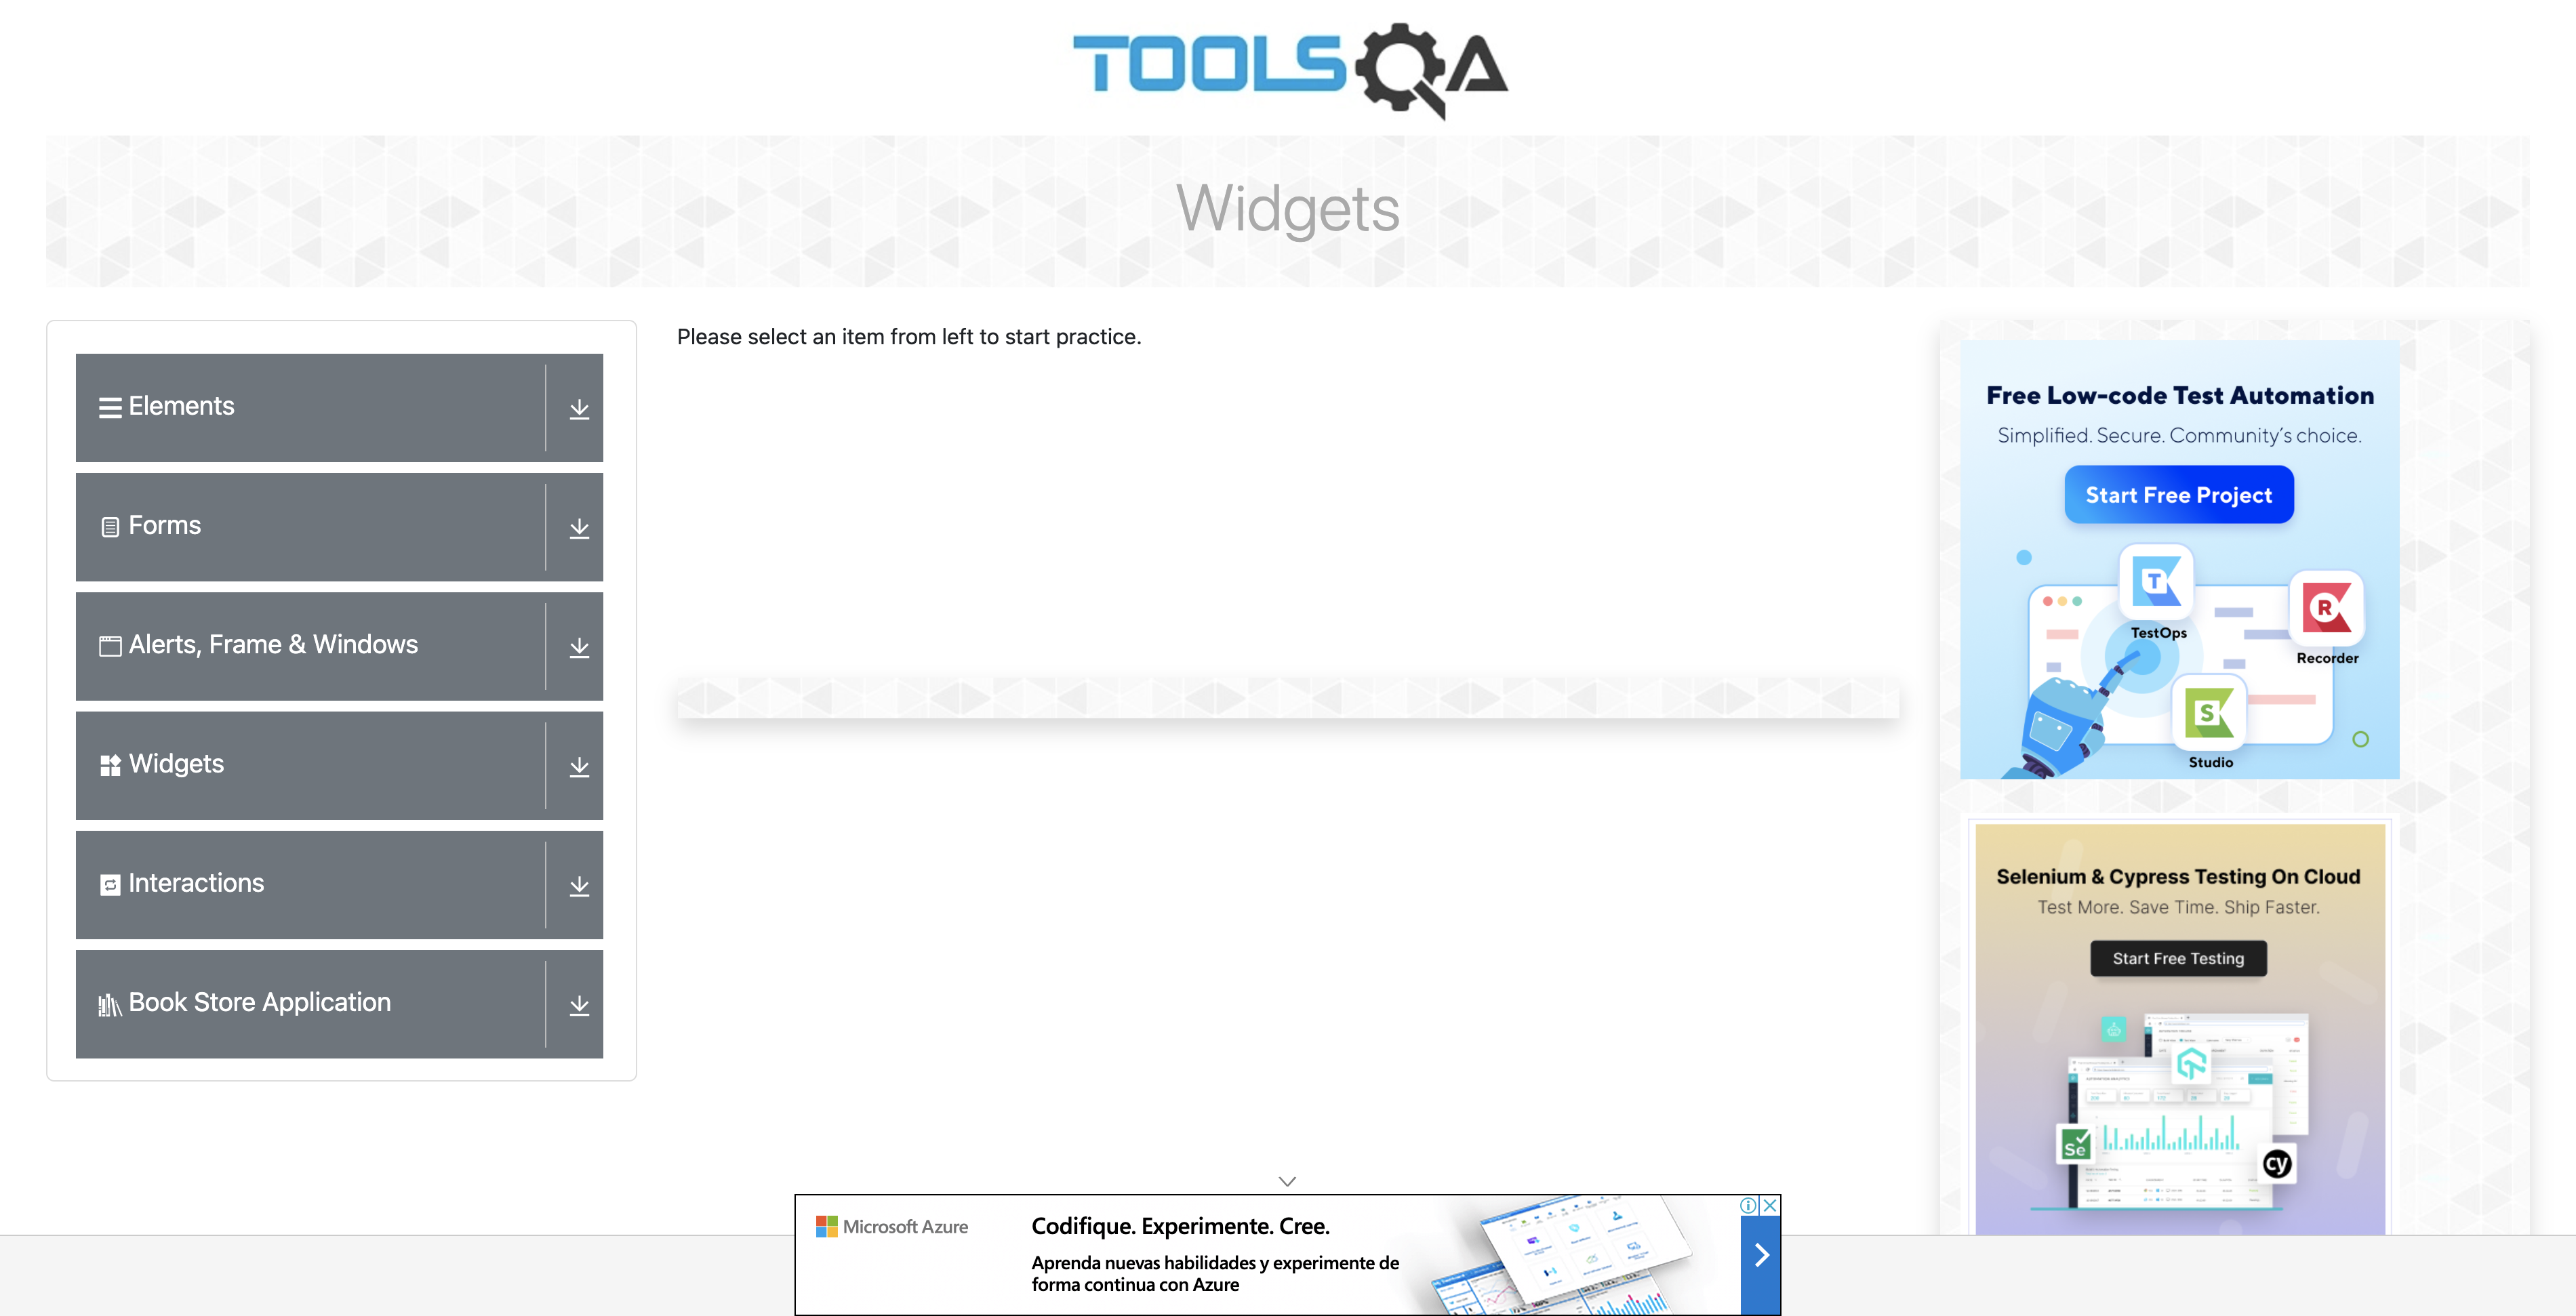 TOOLSQA
Widgets
Elements
Forms
Alerts, Frame & Windows
Widgets
Interactions
Book Store Application
Please select an item from left to start practice.
Free Low-code Test Automation
Simplified. Secure. Community's choice.
Start Free Project
T
TestOps
R
Recorder
S
Studio
Selenium & Cypress Testing On Cloud
Test More. Save Time. Ship Faster.
Start Free Testing
Se
cy
Microsoft Azure
Codifique. Experimente. Cree.
Aprenda nuevas habilidades y experimente de
forma continua con Azure